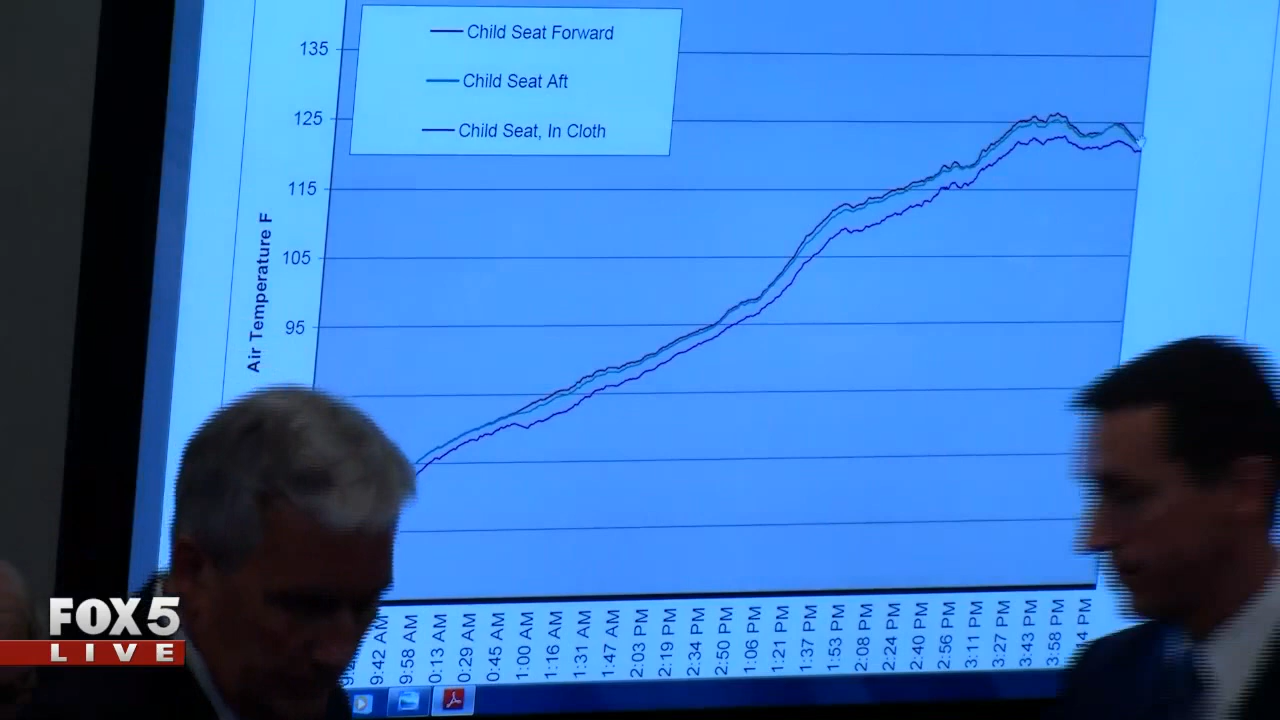 Child Seat Forward
Child Seat Aft
Child Seat, In Cloth
135
125
115
105
95
Air Temperature F
9:42 AM
9:58 AM
0:13 AM
0:29 AM
0:45 AM
1:00 AM
1:16 AM
1:31 AM
1:47 AM
2:03 PM
2:19 PM
2:34 PM
2:50 PM
1:06 PM
1:21 PM
1:37 PM
1:53 PM
2:08 PM
2:24 PM
2:40 PM
2:56 PM
3:11 PM
3:27 PM
3:43 PM
3:58 PM
4 PM
FOX 5
LIVE